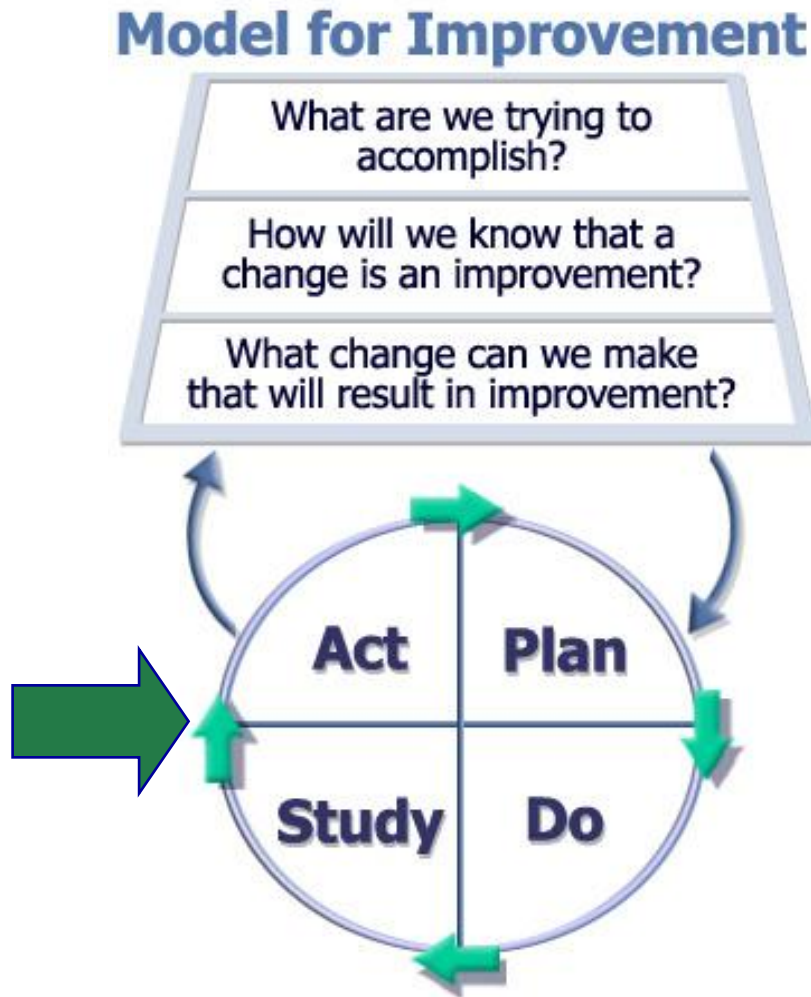 Model for Improvement
What are we trying to
accomplish?
How will we know that a
change is an improvement?
What change can we make
that will result in improvement?
Act
Plan
Study
Do